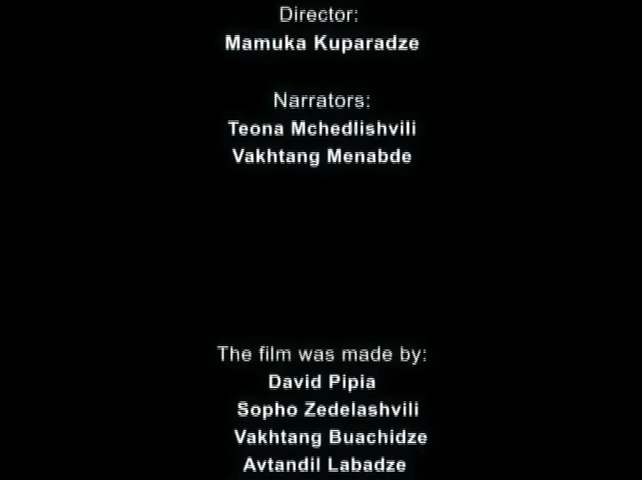 Director:
Mamuka Kuparadze
Narrators:
Teona Mchedlishvili
Vakhtang Menabde
The film was made by:
David Pipia
Sopho Zedelashvili
Vakhtang Buachidze
Avtandil Labadze